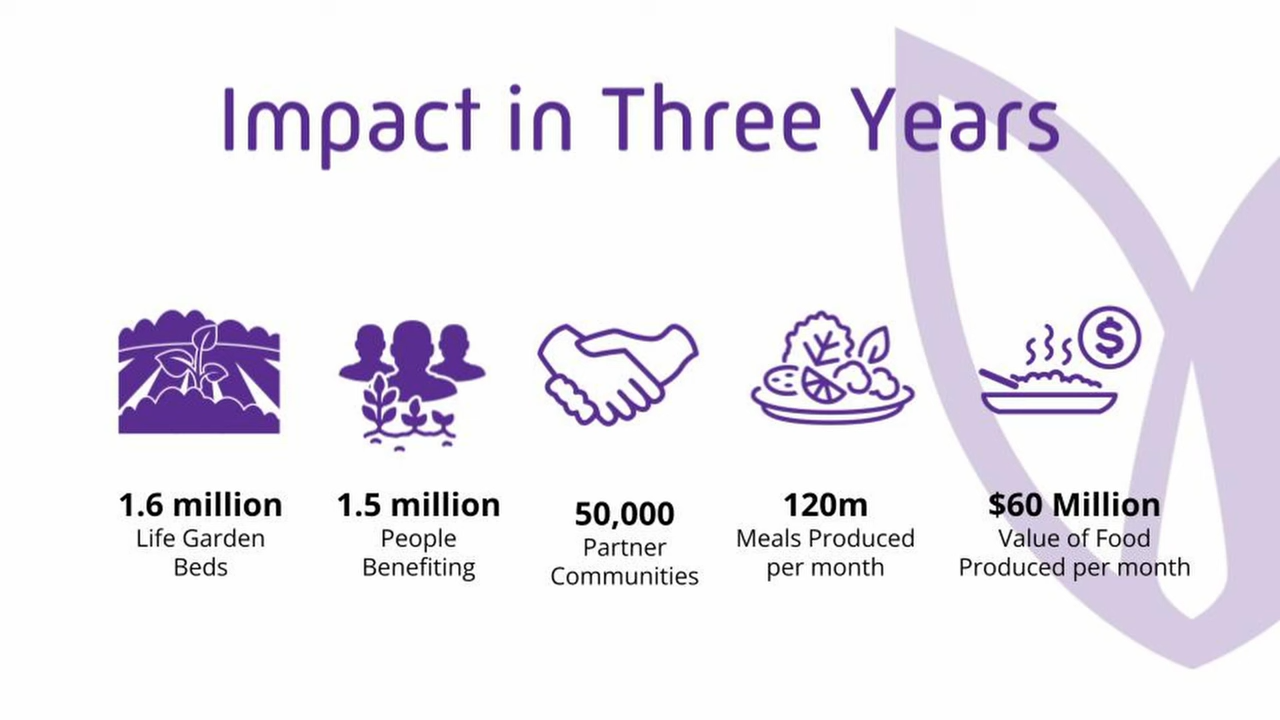 Impact in Three Years
1.6 million
Life Garden
Beds
1.5 million
People
Benefiting
50,000
Partner
Communities
120m
Meals Produced
per month
$60 Million
Value of Food
Produced per month